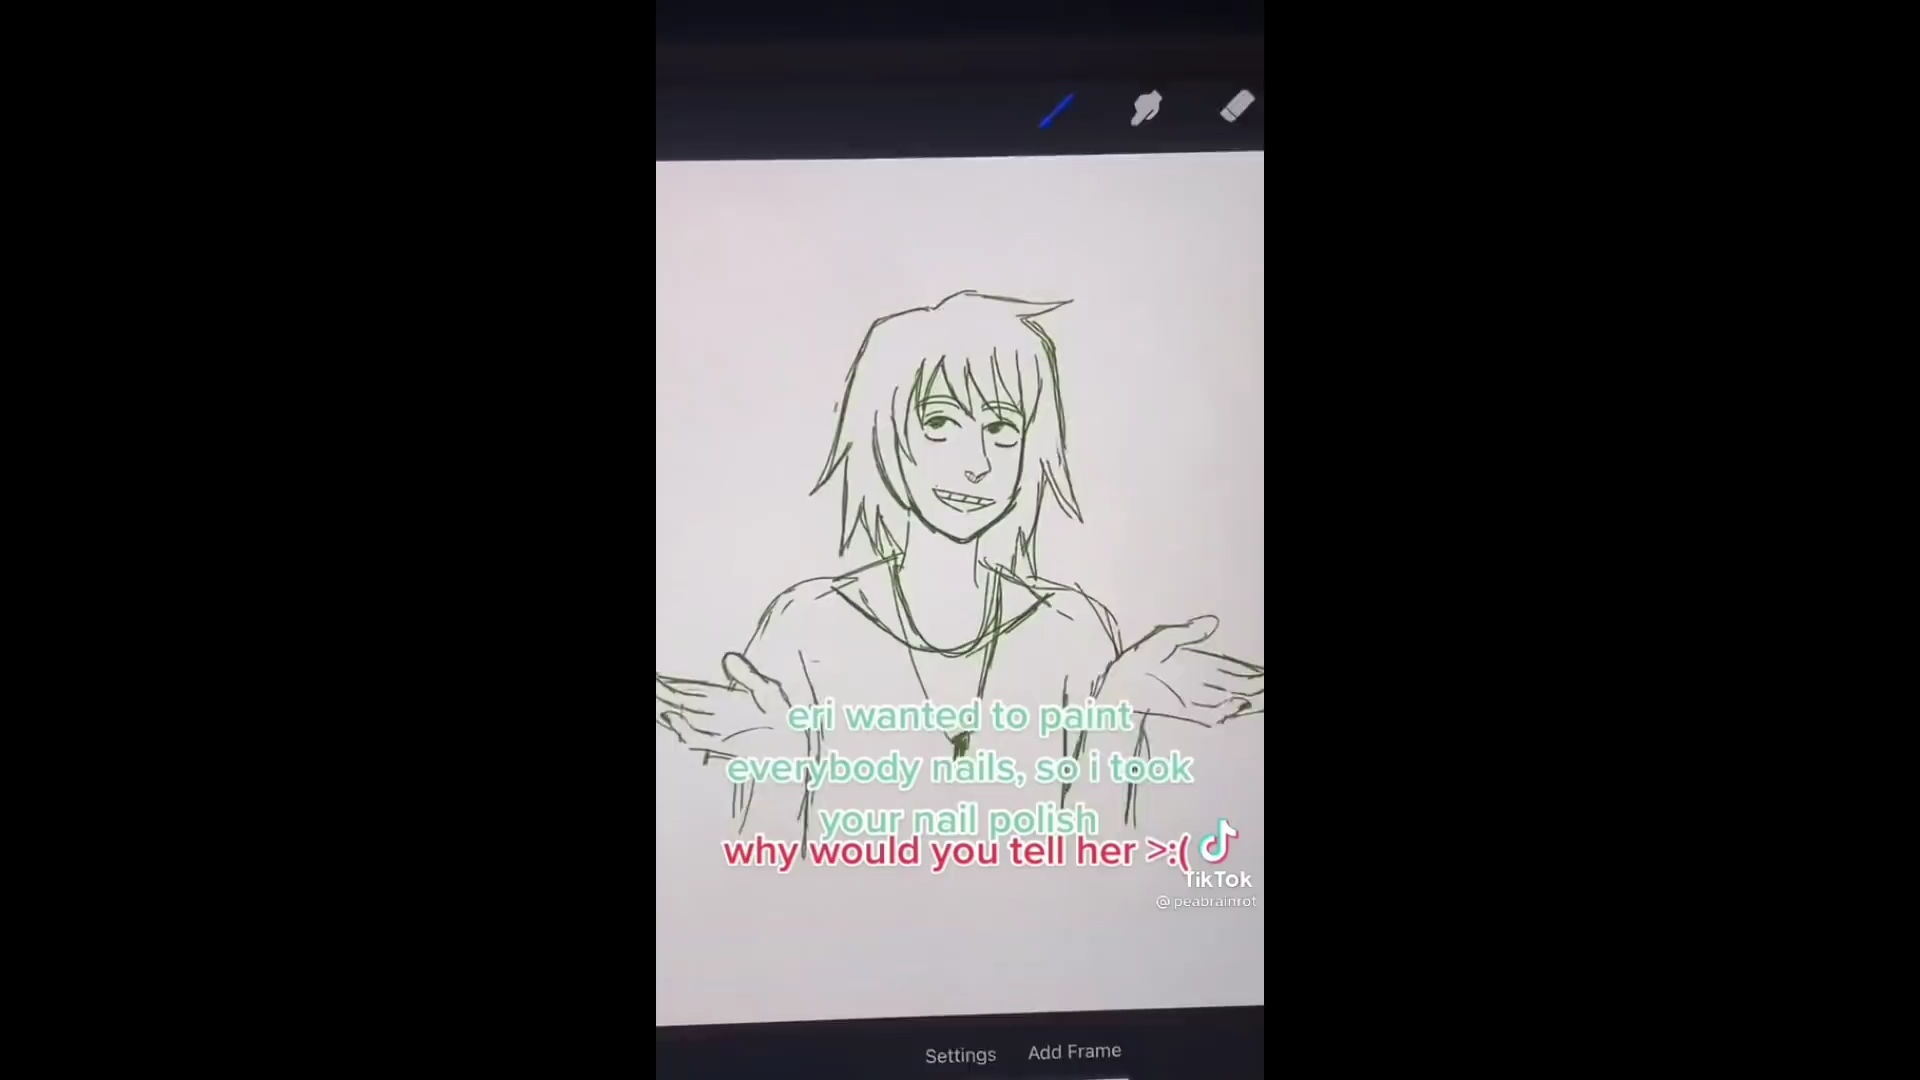 eri wanted to paint
everybody nails, so i took
your nail polish
why would you tell her >:(
TikTok
@peabrainrot
Settings
Add Frame